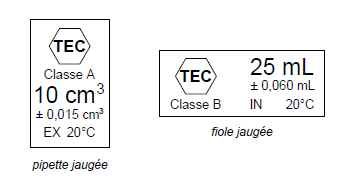 TEC
Classe A
10 cm³
± 0,015 cm³
EX 20°C
pipette jaugée
TEC
25 mL
± 0,060 mL
Classe B IN 20°C
fiole jaugée